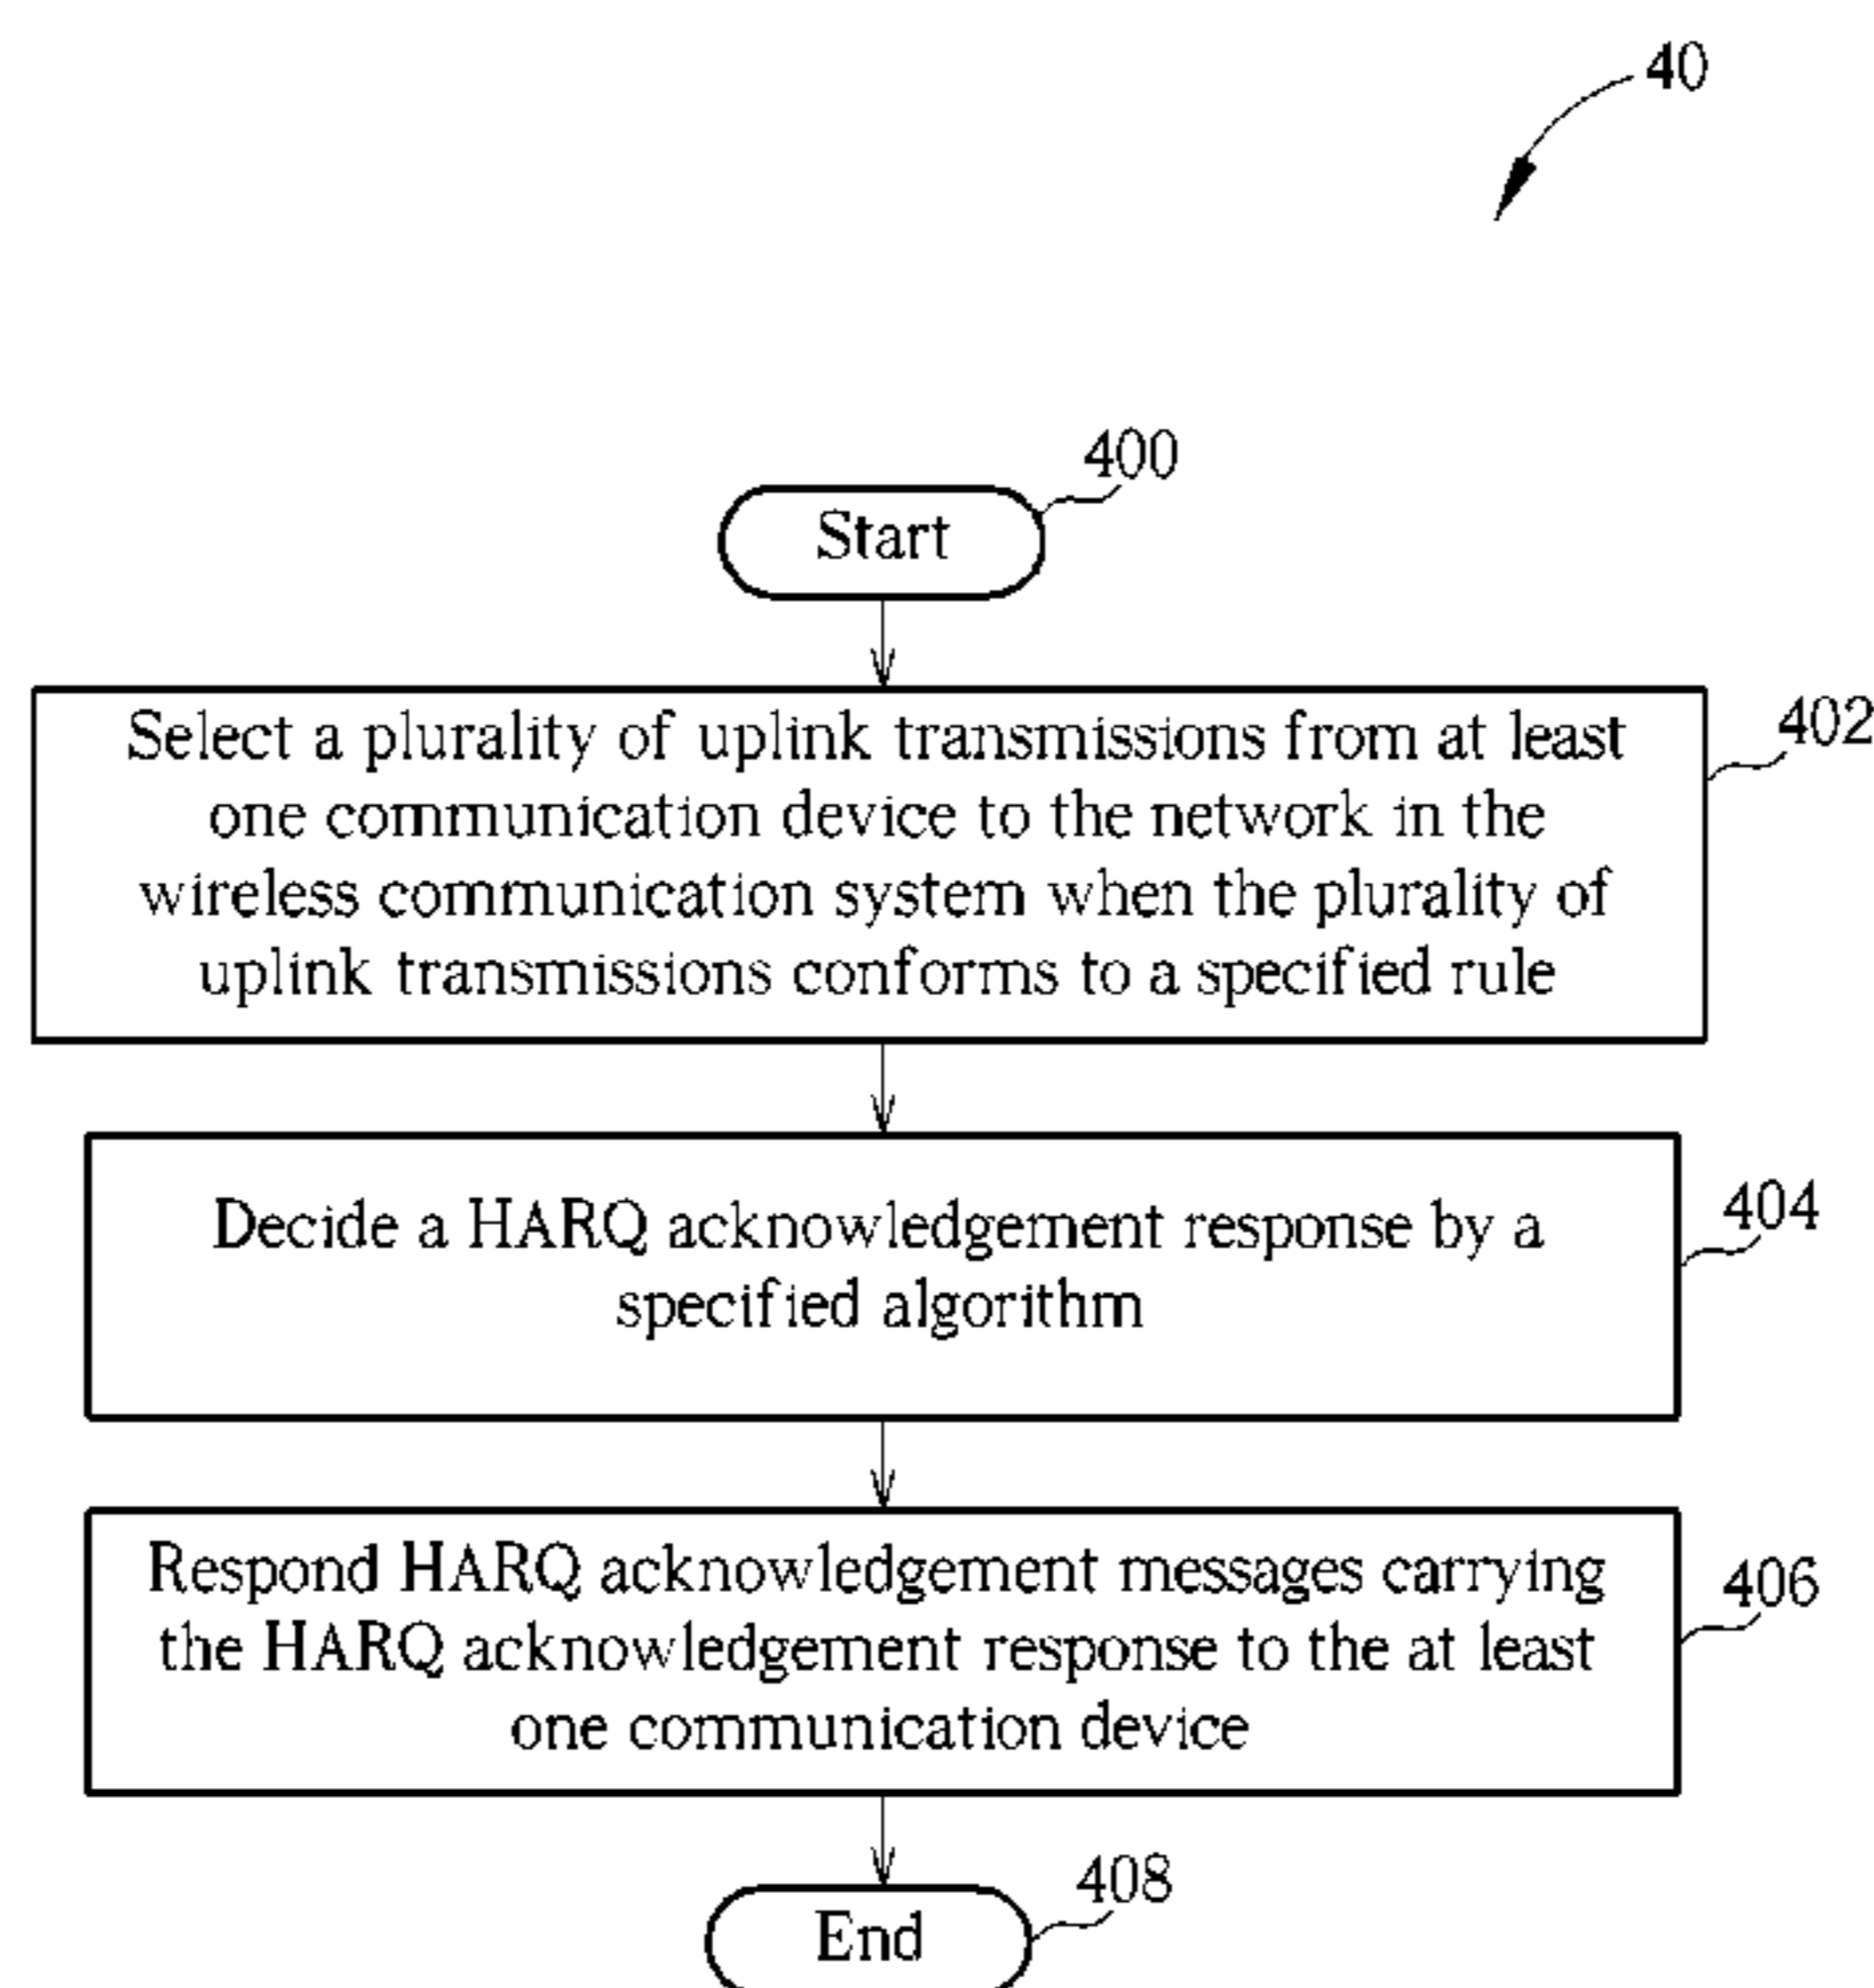 40
400
Start
402
Select a plurality of uplink transmissions from at least
one communication device to the network in the
wireless communication system when the plurality of
uplink transmissions conforms to a specified rule
404
Decide a HARQ acknowledgement response by a
specified algorithm
406
Respond HARQ acknowledgement messages carrying
the HARQ acknowledgement response to the at least
one communication device
408
End